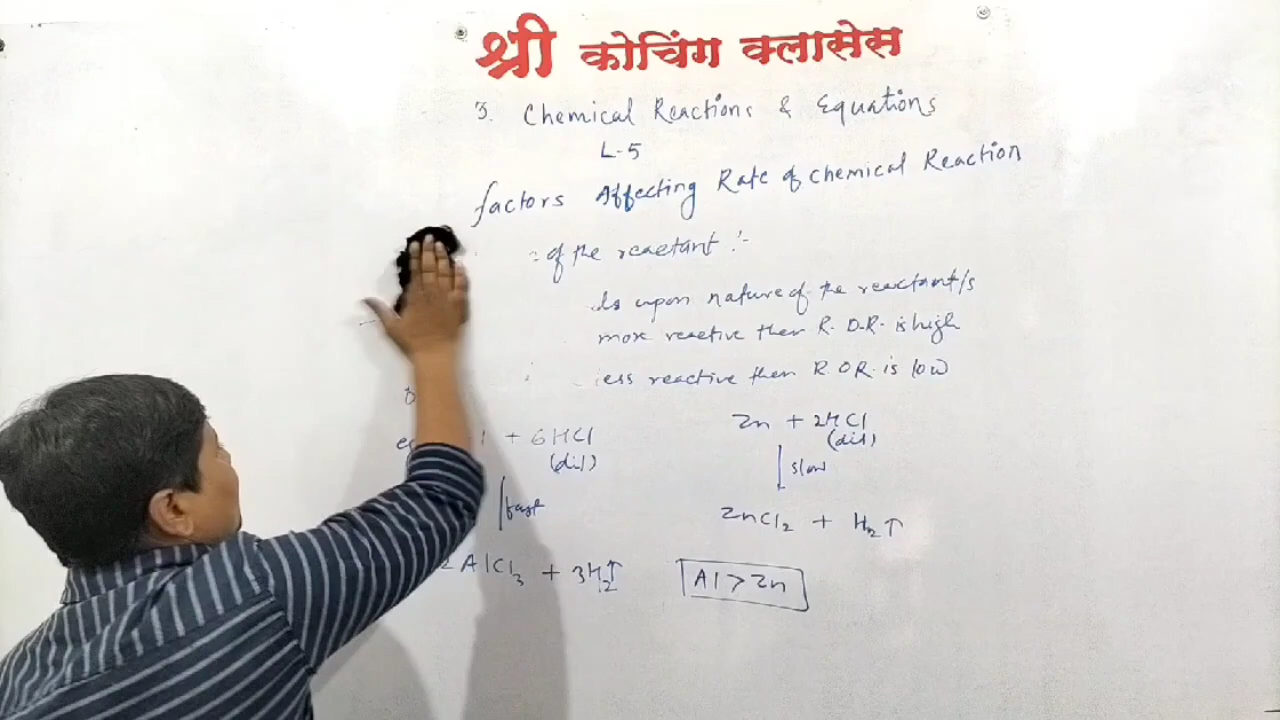 श्री कोचिंग क्लासेस
3. Chemical Reactions & Equations
L-5
factors Affecting Rate of chemical Reaction
of the reactant :-
upon nature of the reactant/s
more reactive then R.O.R. is high
ess reactive then R.O.R. is low
+ 6HCl
(dil)
fast
2AlCl3 + 3H2↑
Zn + 2HCl
(dil)
slow
ZnCl2 + H2↑
Al > Zn